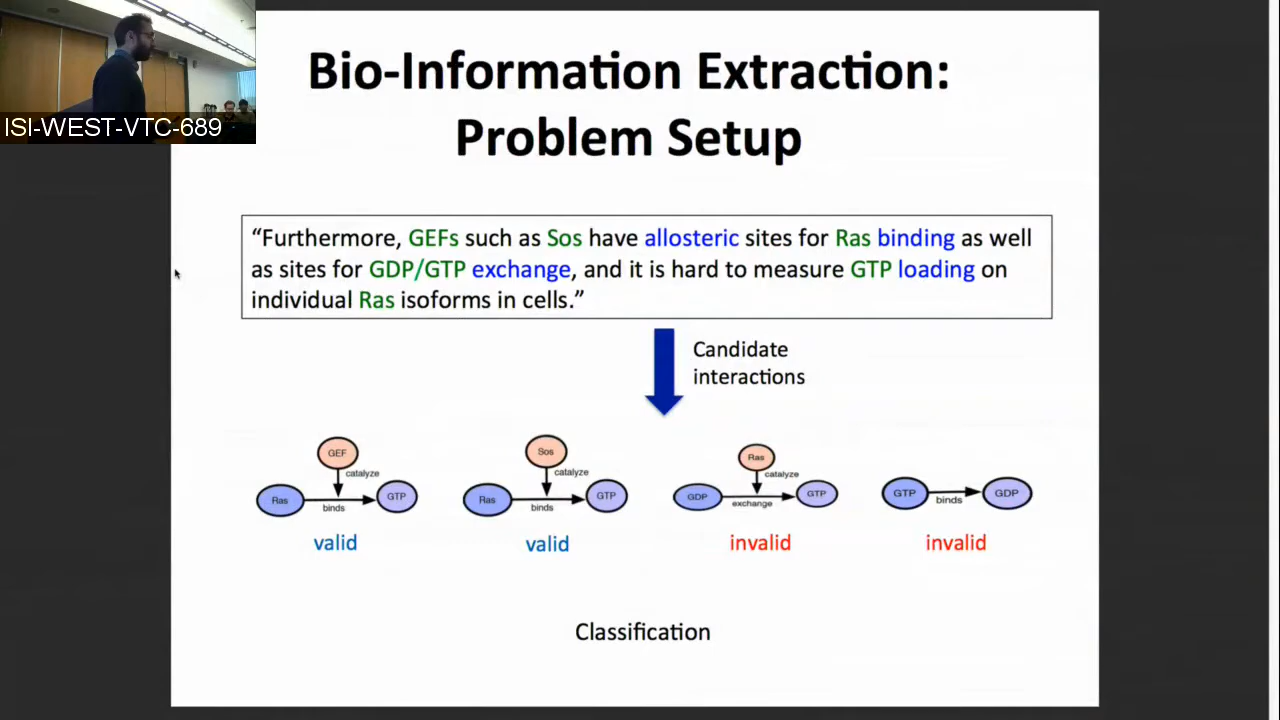 ISI-WEST-VTC-689
Bio-Information Extraction:
Problem Setup
“Furthermore, GEFs such as Sos have allosteric sites for Ras binding as well
as sites for GDP/GTP exchange, and it is hard to measure GTP loading on
individual Ras isoforms in cells.”
Candidate
interactions
GEF
catalyze
Ras
binds
GTP
valid
Sos
catalyze
Ras
binds
GTP
valid
Ras
catalyze
GDP
exchange
GTP
invalid
GTP
binds
GDP
invalid
Classification